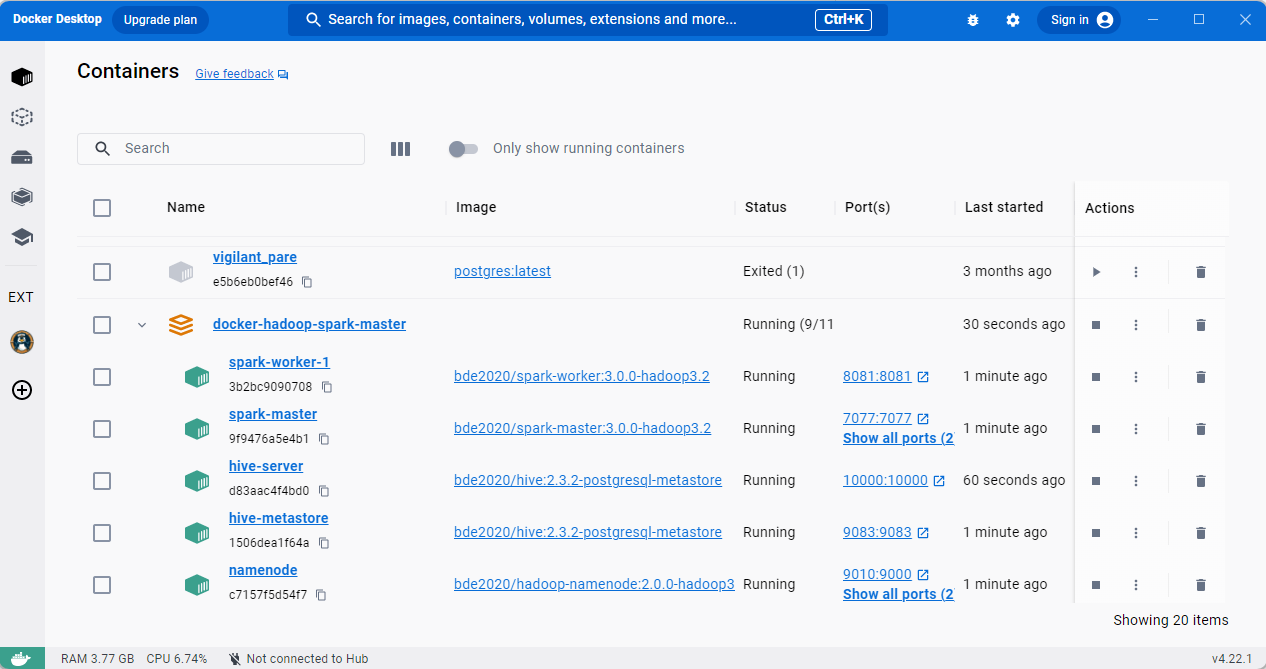 Docker Desktop Upgrade plan Search for images, containers, volumes, extensions and more... Ctrl+K Sign in
Containers Give feedback
Search Only show running containers
Name Image Status Port(s) Last started Actions
vigilant_pare
e5b6eb0bef46 postgres:latest Exited (1) 3 months ago
EXT
docker-hadoop-spark-master Running (9/11 30 seconds ago
spark-worker-1
3b2bc9090708 bde2020/spark-worker:3.0.0-hadoop3.2 Running 8081:8081 1 minute ago
spark-master
9f9476a5e4b1 bde2020/spark-master:3.0.0-hadoop3.2 Running 7077:7077 1 minute ago
Show all ports (2
hive-server
d83aac4f4bd0 bde2020/hive:2.3.2-postgresql-metastore Running 10000:10000 60 seconds ago
hive-metastore
1506dea1f64a bde2020/hive:2.3.2-postgresql-metastore Running 9083:9083 1 minute ago
namenode
c7157f5d54f7 bde2020/hadoop-namenode:2.0.0-hadoop3 Running 9010:9000 1 minute ago
Show all ports (2
Showing 20 items
RAM 3.77 GB CPU 6.74% Not connected to Hub v4.22.1